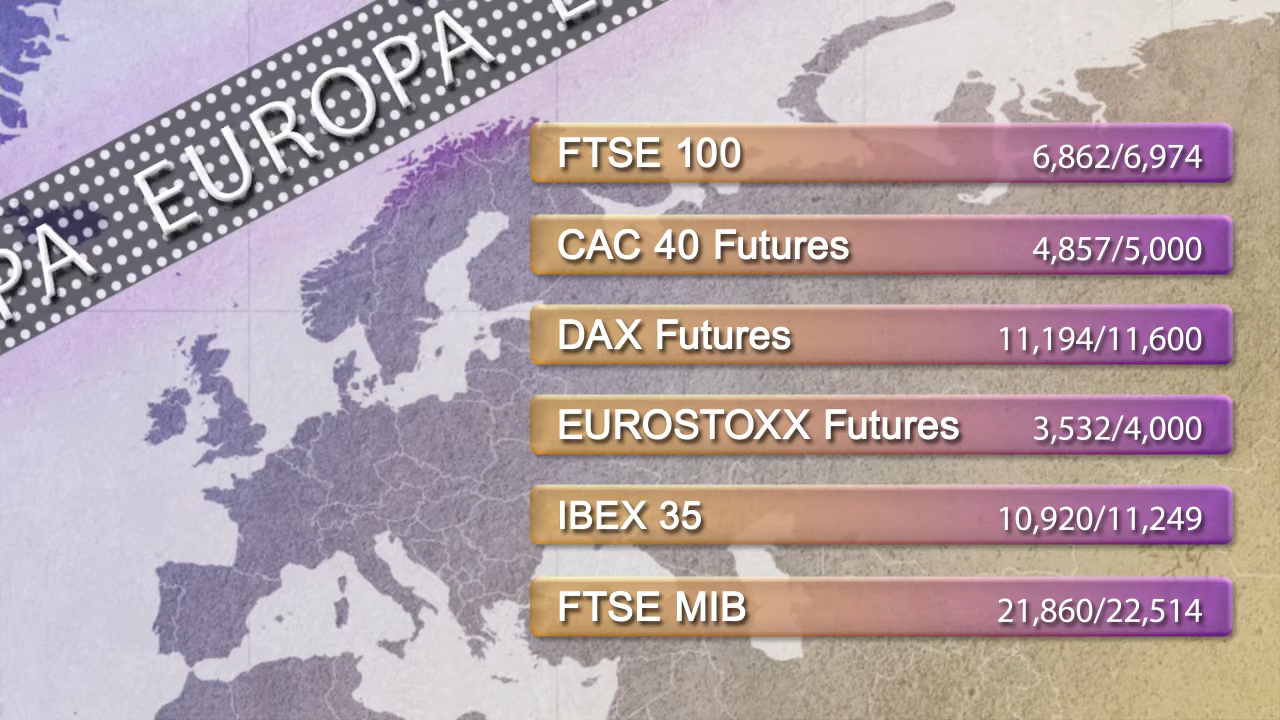 EUROPA
FTSE 100 6,862/6,974
CAC 40 Futures 4,857/5,000
DAX Futures 11,194/11,600
EUROSTOXX Futures 3,532/4,000
IBEX 35 10,920/11,249
FTSE MIB 21,860/22,514